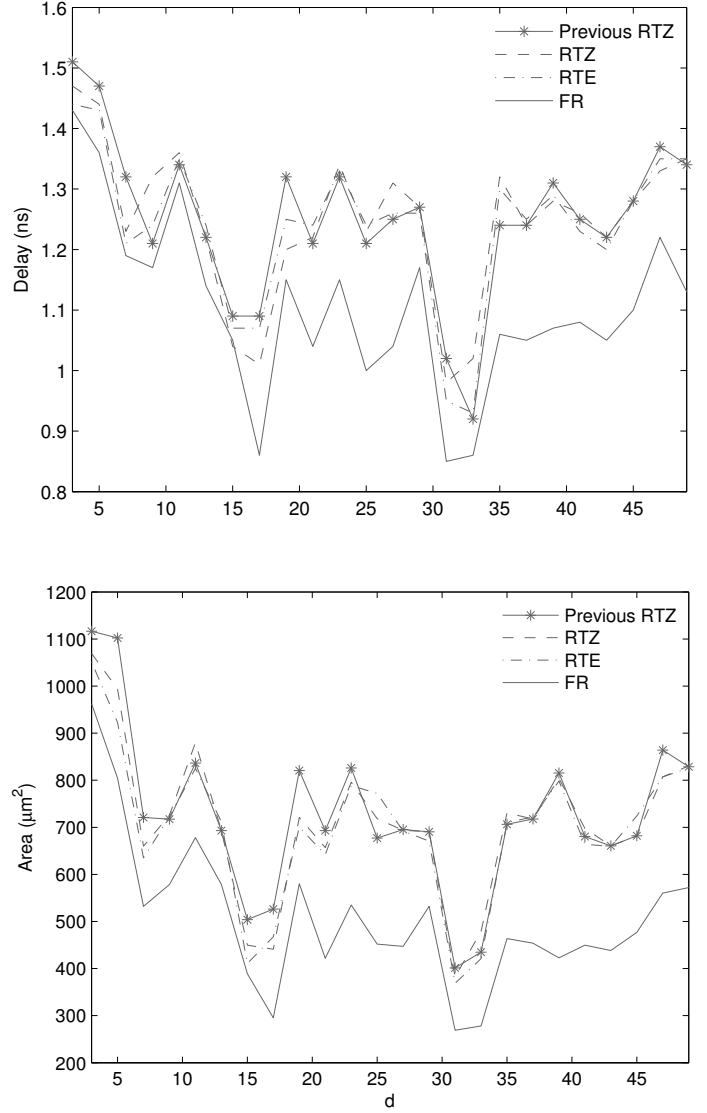 1.6
1.5
1.4
1.3
1.2
1.1
1
0.9
0.8
Delay (ns)
Previous RTZ
RTZ
RTE
FR
5 10 15 20 25 30 35 40 45
1200
1100
1000
900
800
700
600
500
400
300
200
Area (μm²)
Previous RTZ
RTZ
RTE
FR
5 10 15 20 25 30 35 40 45
d